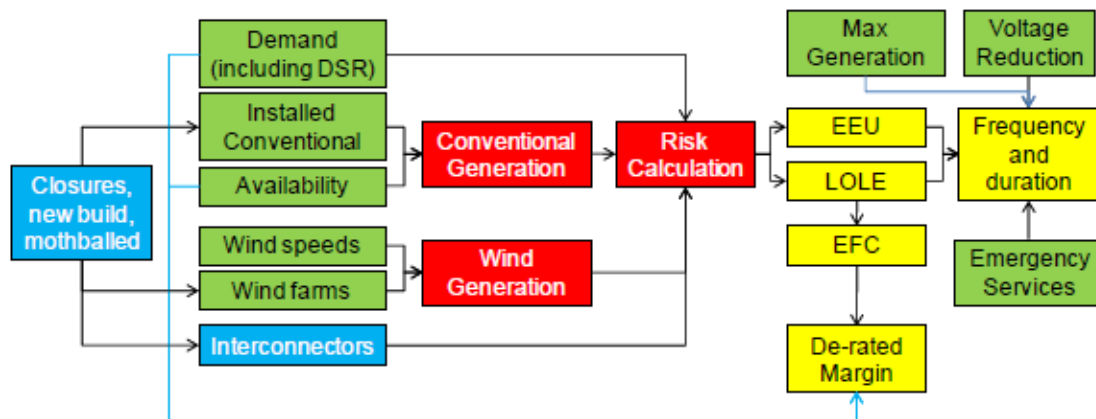 Demand
(including DSR)
Installed
Conventional
Availability
Closures,
new build,
mothballed
Wind speeds
Wind farms
Interconnectors
Conventional
Generation
Wind
Generation
Risk
Calculation
Max
Generation
Voltage
Reduction
EEU
LOLE
EFC
De-rated
Margin
Frequency
and
duration
Emergency
Services